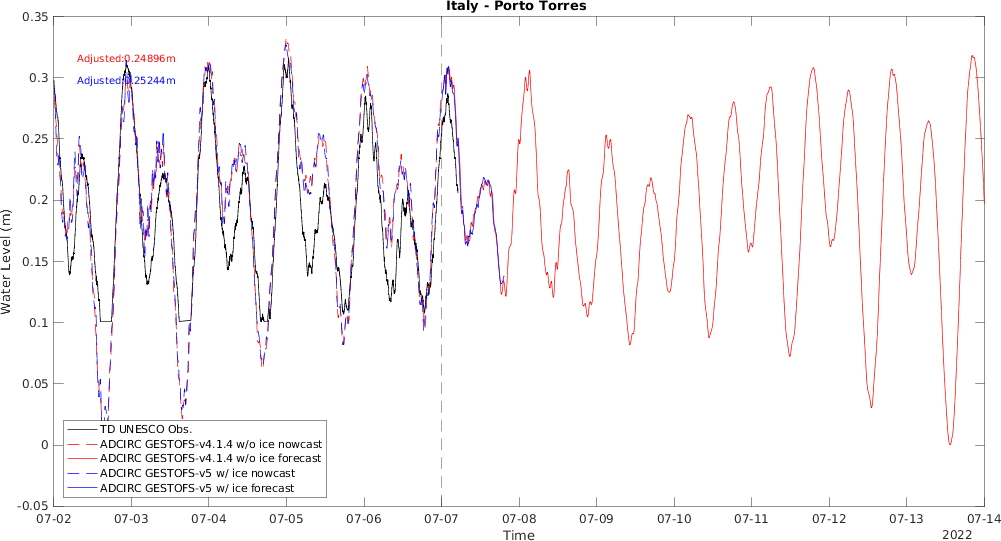 Italy - Porto Torres
0.35
0.3
0.25
0.2
0.15
0.1
0.05
0
-0.05
Water Level (m)
Adjusted:0.24896m
Adjusted:0.25244m
TD UNESCO Obs.
ADCIRC GESTOFS-v4.1.4 w/o ice nowcast
ADCIRC GESTOFS-v4.1.4 w/o ice forecast
ADCIRC GESTOFS-v5 w/ ice nowcast
ADCIRC GESTOFS-v5 w/ ice forecast
07-02 07-03 07-04 07-05 07-06 07-07 07-08 07-09 07-10 07-11 07-12 07-13 07-14
Time
2022